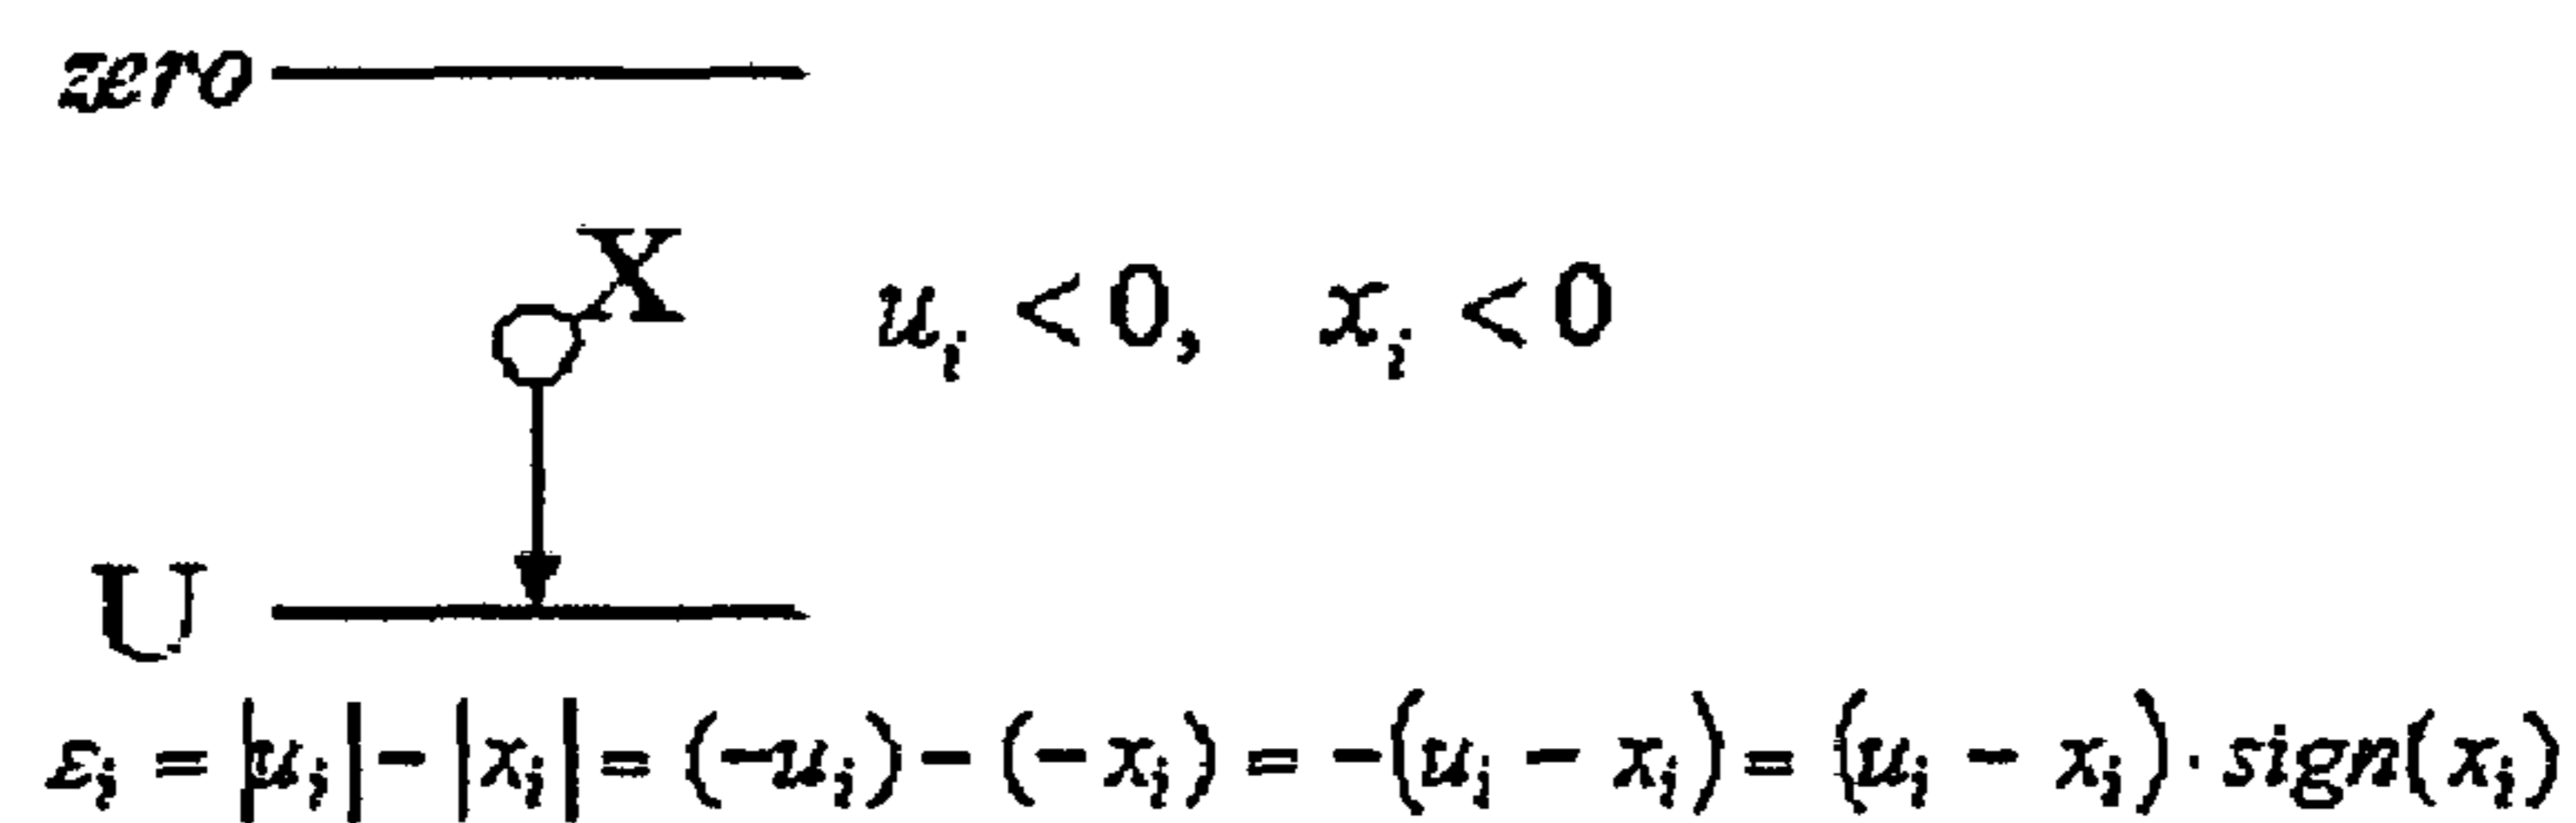 zero
X
u_i < 0, x_i < 0
U
ε_i = |u_i| − |x_i| = (−u_i) − (−x_i) = −(u_i − x_i) = (u_i − x_i) · sign(x_i)